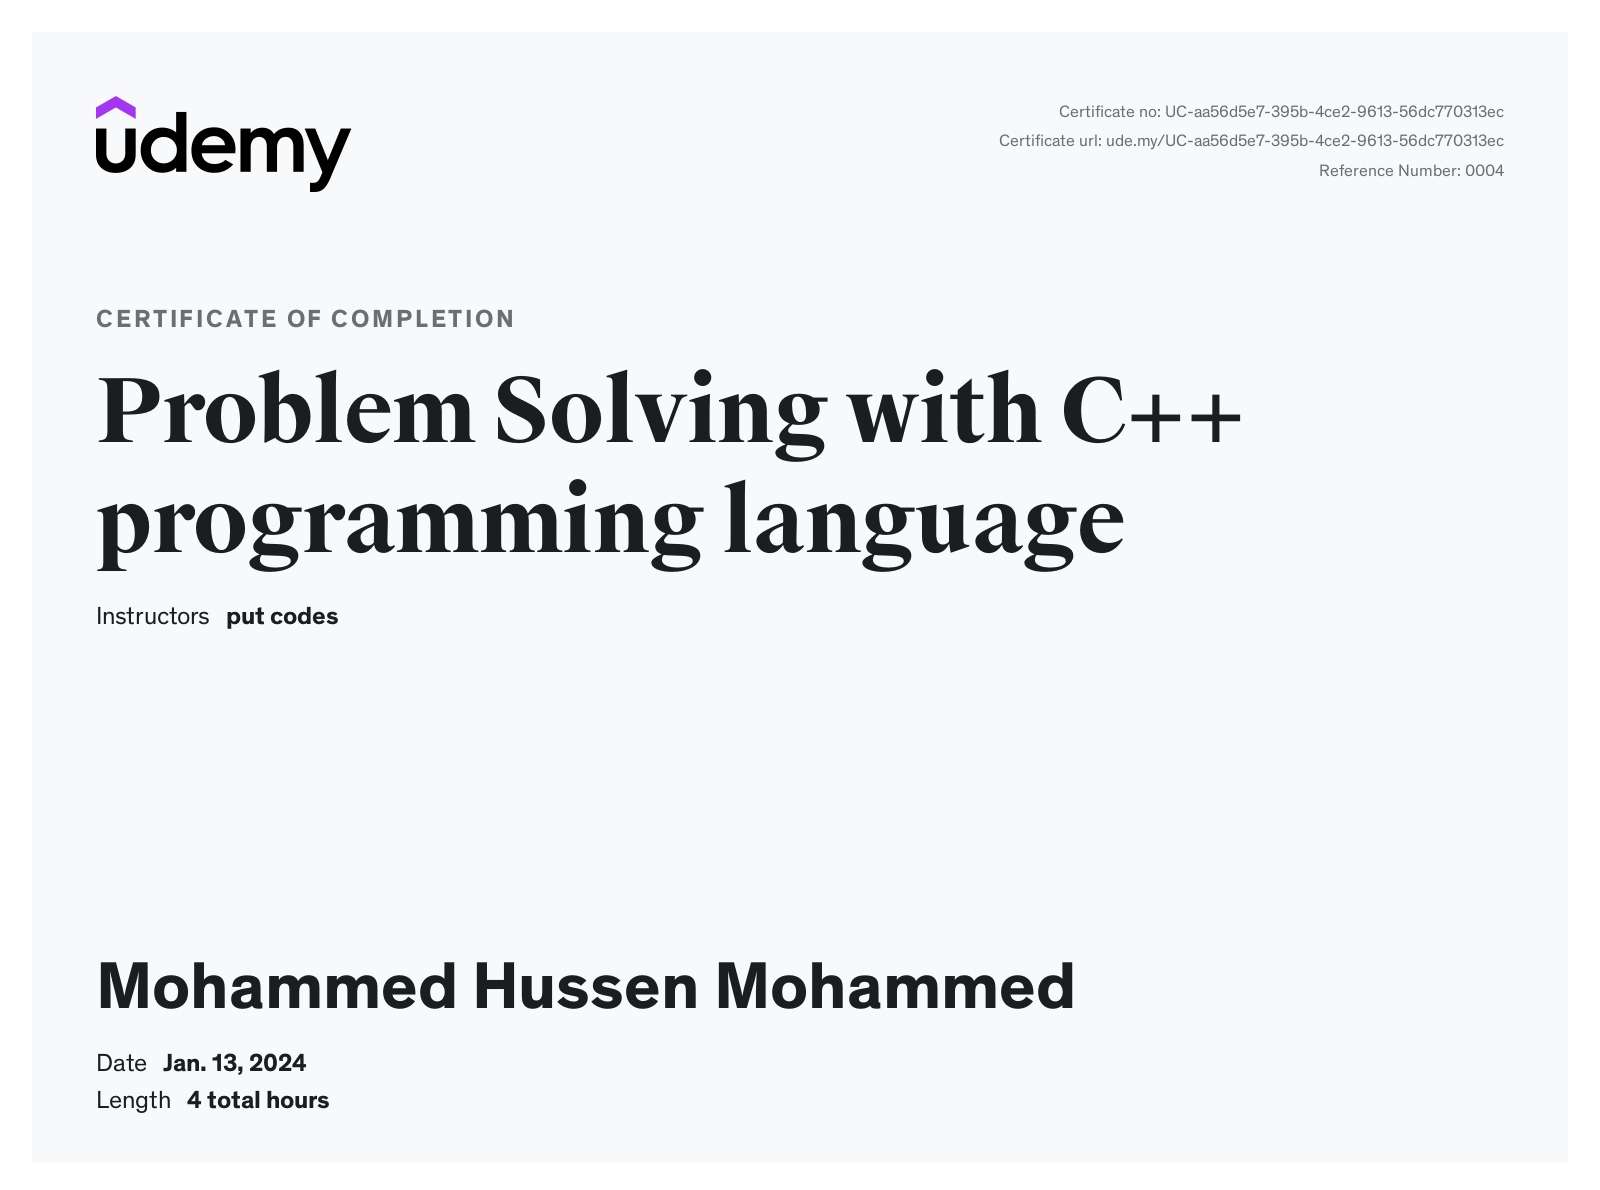 udemy
Certificate no: UC-aa56d5e7-395b-4ce2-9613-56dc770313ec
Certificate url: ude.my/UC-aa56d5e7-395b-4ce2-9613-56dc770313ec
Reference Number: 0004
CERTIFICATE OF COMPLETION
Problem Solving with C++
programming language
Instructors put codes
Mohammed Hussen Mohammed
Date Jan. 13, 2024
Length 4 total hours